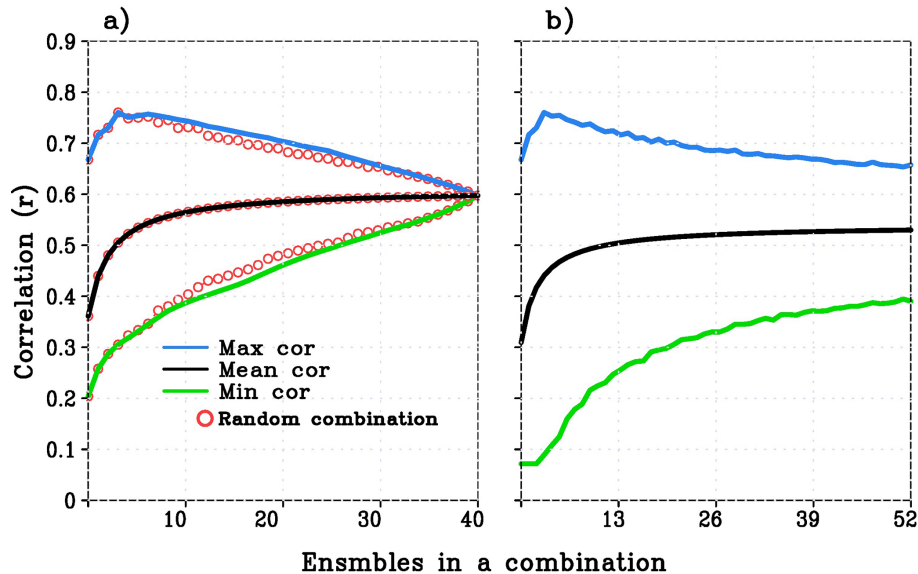 a)
b)
0.9
0.8
0.7
0.6
0.5
0.4
0.3
0.2
0.1
0
Correlation (r)
Max cor
Mean cor
Min cor
Random combination
10 20 30 40
13 26 39 52
Ensmbles in a combination